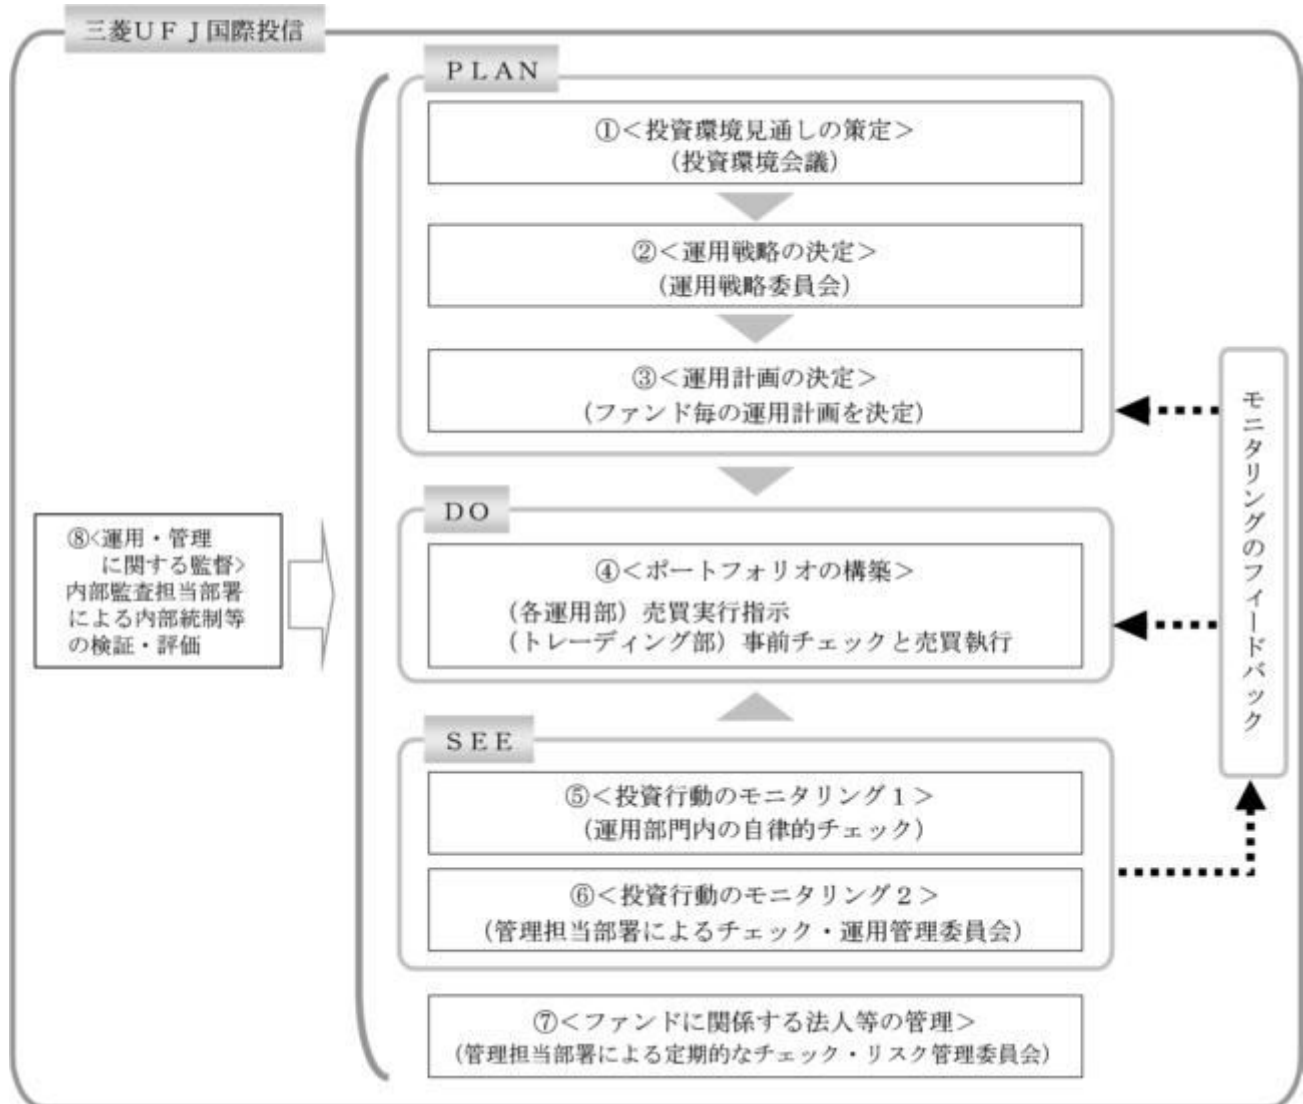 三菱ＵＦＪ国際投信
ＰＬＡＮ
①＜投資環境見通しの策定＞
（投資環境会議）
②＜運用戦略の決定＞
（運用戦略委員会）
③＜運用計画の決定＞
（ファンド毎の運用計画を決定）
ＤＯ
④＜ポートフォリオの構築＞
（各運用部）売買実行指示
（トレーディング部）事前チェックと売買執行
ＳＥＥ
⑤＜投資行動のモニタリング１＞
（運用部門内の自律的チェック）
⑥＜投資行動のモニタリング２＞
（管理担当部署によるチェック・運用管理委員会）
⑦＜ファンドに関係する法人等の管理＞
（管理担当部署による定期的なチェック・リスク管理委員会）
⑧<運用・管理
に関する監督>
内部監査担当部署
による内部統制等
の検証・評価
モニタリングのフィードバック